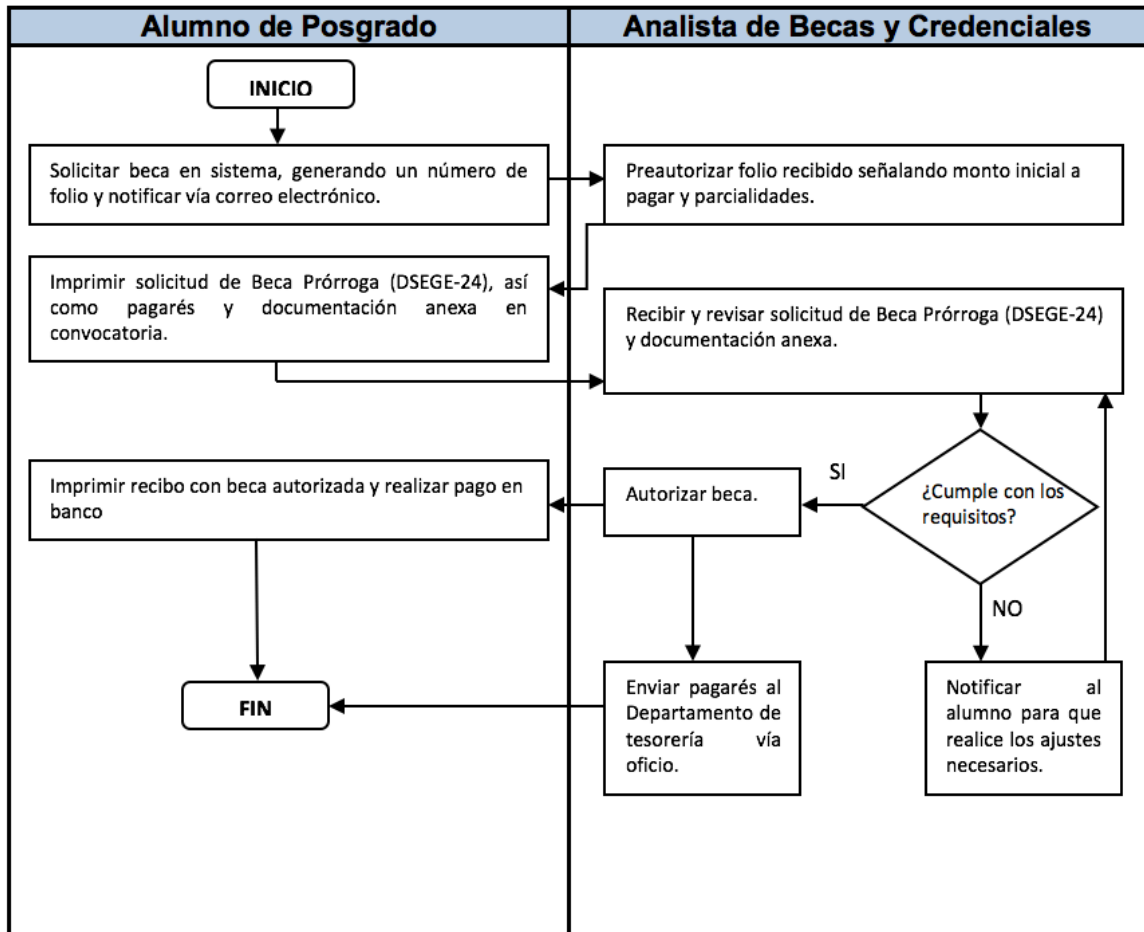 Alumno de Posgrado
Analista de Becas y Credenciales
INICIO
Solicitar beca en sistema, generando un número de
folio y notificar vía correo electrónico.
Preautorizar folio recibido señalando monto inicial a
pagar y parcialidades.
Imprimir solicitud de Beca Prórroga (DSEGE-24), así
como pagarés y documentación anexa en
convocatoria.
Recibir y revisar solicitud de Beca Prórroga (DSEGE-24)
y documentación anexa.
¿Cumple con los
requisitos?
SI
Autorizar beca.
Imprimir recibo con beca autorizada y realizar pago en
banco
NO
Notificar al
alumno para que
realice los ajustes
necesarios.
Enviar pagarés al
Departamento de
tesorería vía
oficio.
FIN